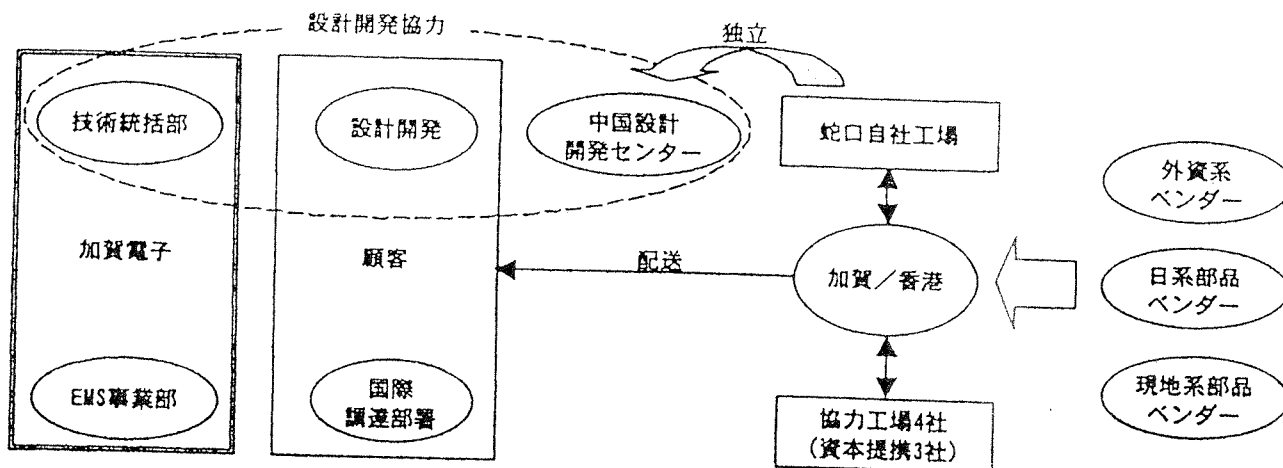 設計開発協力
独立
技術統括部
設計開発
中国設計
開発センター
蛇口自社工場
外資系
ベンダー
加賀電子
顧客
配送
加賀／香港
日系部品
ベンダー
EMS事業部
国際
調達部署
協力工場4社
（資本提携3社）
現地系部品
ベンダー